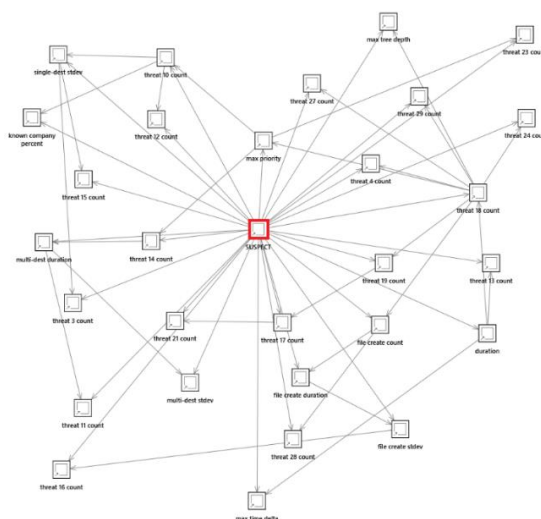 max tree depth
threat 23 count
single-dest stdev
threat 10 count
threat 27 count
threat 29 count
known company
percent
threat 12 count
threat 24 count
max priority
threat 4 count
threat 15 count
threat 18 count
SUSPECT
multi-dest duration
threat 14 count
threat 19 count
threat 13 count
threat 3 count
threat 21 count
threat 17 count
file create count
duration
multi-dest stdev
file create duration
threat 11 count
threat 28 count
file create stdev
threat 16 count
max time delta